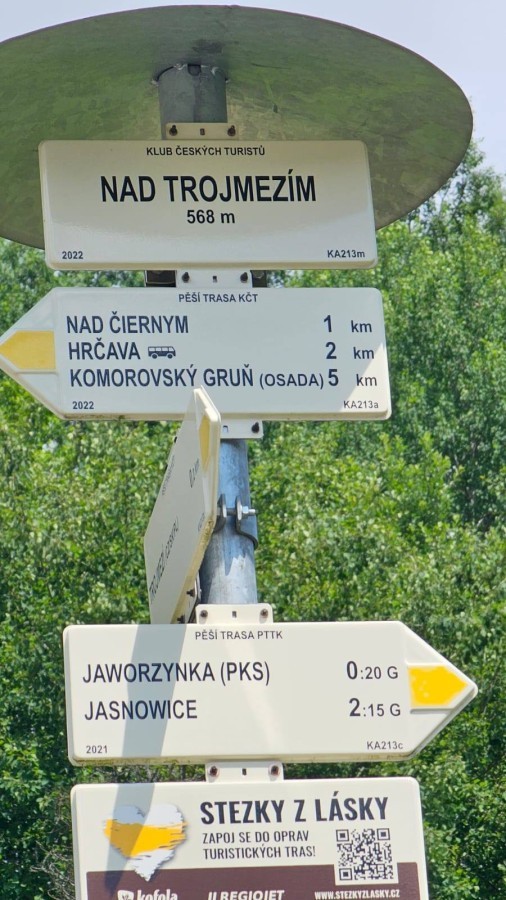 KLUB ČESKÝCH TURISTŮ
NAD TROJMEZÍM
568 m
2022 KA213m
PĚŠÍ TRASA KČT
NAD ČIERNYM 1 km
HRČAVA 2 km
KOMOROVSKÝ GRUŇ (OSADA) 5 km
2022 KA213a
PĚŠÍ TRASA PTTK
JAWORZYNKA (PKS) 0:20 G
JASNOWICE 2:15 G
2021 KA213c
STEZKY Z LÁSKY
ZAPOJ SE DO OPRAV
TURISTICKÝCH TRAS!
kofola REGIOJET WWW.STEZKYZLASKY.CZ